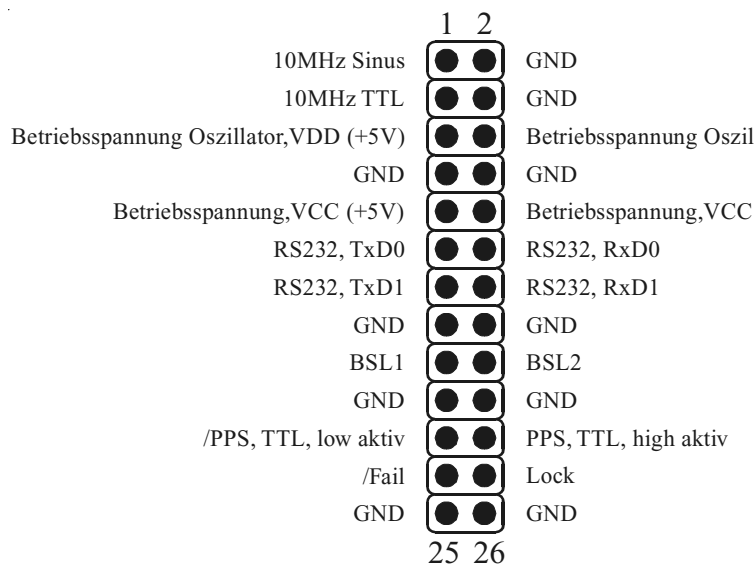 1 2
10MHz Sinus GND
10MHz TTL GND
Betriebsspannung Oszillator,VDD (+5V) Betriebsspannung Oszil
GND GND
Betriebsspannung,VCC (+5V) Betriebsspannung,VCC
RS232, TxD0 RS232, RxD0
RS232, TxD1 RS232, RxD1
GND GND
BSL1 BSL2
GND GND
/PPS, TTL, low aktiv PPS, TTL, high aktiv
/Fail Lock
GND GND
25 26